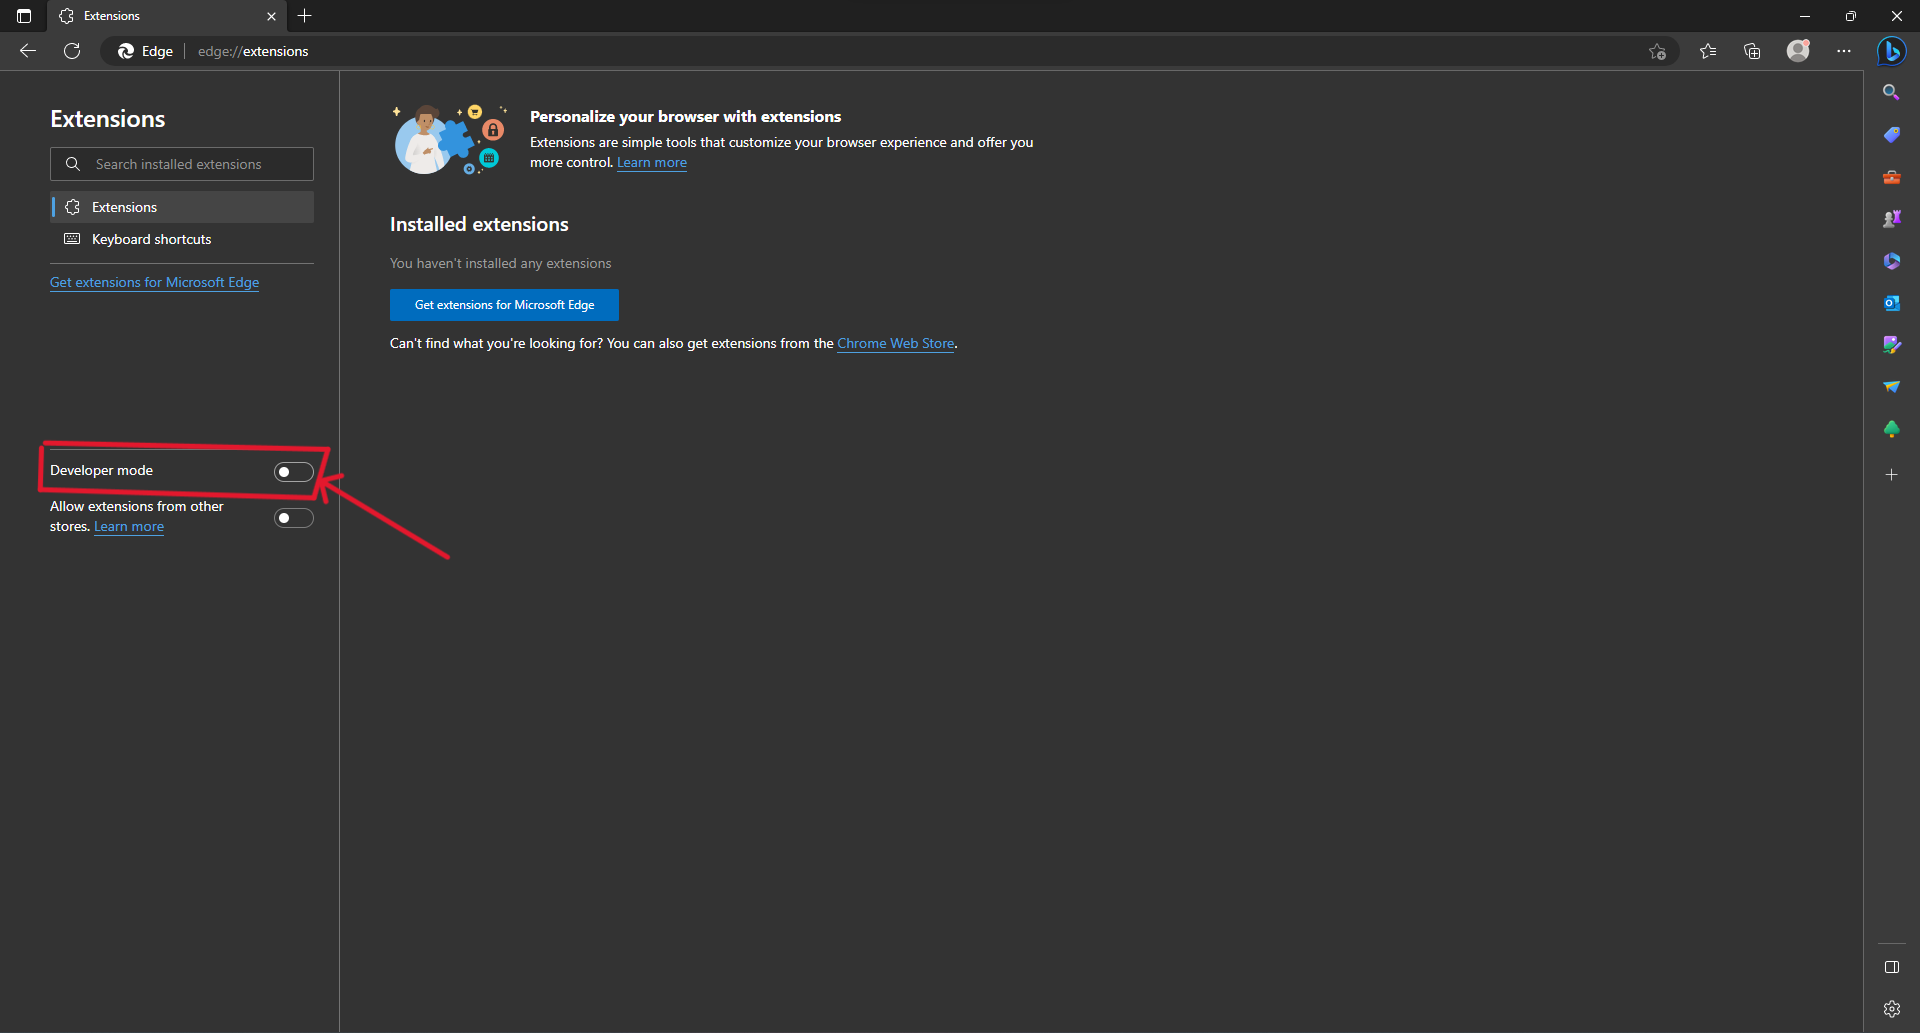 Extensions
Edge
edge://extensions
Extensions
Search installed extensions
Extensions
Keyboard shortcuts
Get extensions for Microsoft Edge
Developer mode
Allow extensions from other
stores. Learn more
Personalize your browser with extensions
Extensions are simple tools that customize your browser experience and offer you
more control. Learn more
Installed extensions
You haven't installed any extensions
Get extensions for Microsoft Edge
Can't find what you're looking for? You can also get extensions from the Chrome Web Store.